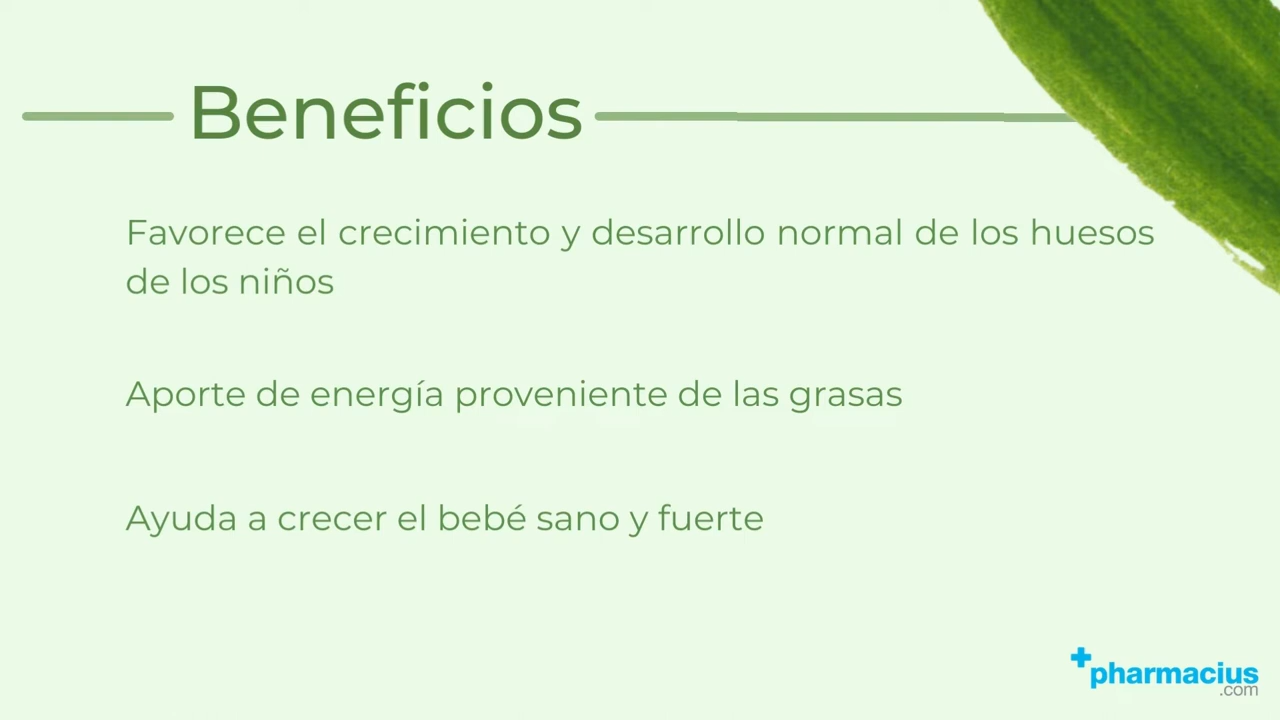 Beneficios
Favorece el crecimiento y desarrollo normal de los huesos
de los niños
Aporte de energía proveniente de las grasas
Ayuda a crecer el bebé sano y fuerte
pharmacius
.com